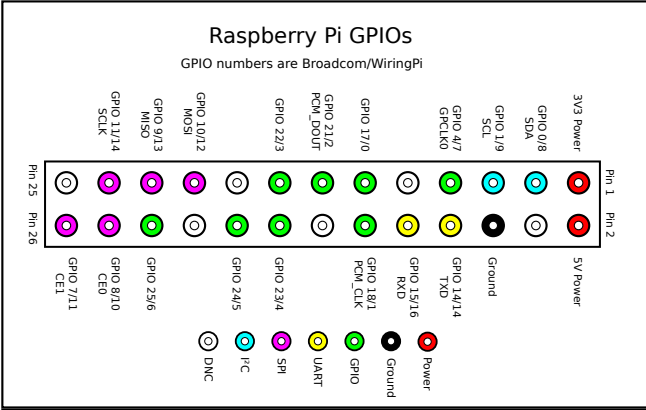 Raspberry Pi GPIOs
GPIO numbers are Broadcom/WiringPi
GPIO 11/14
SCLK
GPIO 9/13
MISO
GPIO 10/12
MOSI
GPIO 22/3
GPIO 21/2
PCM_DOUT
GPIO 17/0
GPIO 4/7
GPCLK0
GPIO 1/9
SCL
GPIO 0/8
SDA
3V3 Power
Pin 25
Pin 1
Pin 26
Pin 2
GPIO 7/11
CE1
GPIO 8/10
CE0
GPIO 25/6
GPIO 24/5
GPIO 23/4
GPIO 18/1
PCM_CLK
GPIO 15/16
RXD
GPIO 14/14
TXD
Ground
5V Power
DNC
I²C
SPI
UART
GPIO
Ground
Power